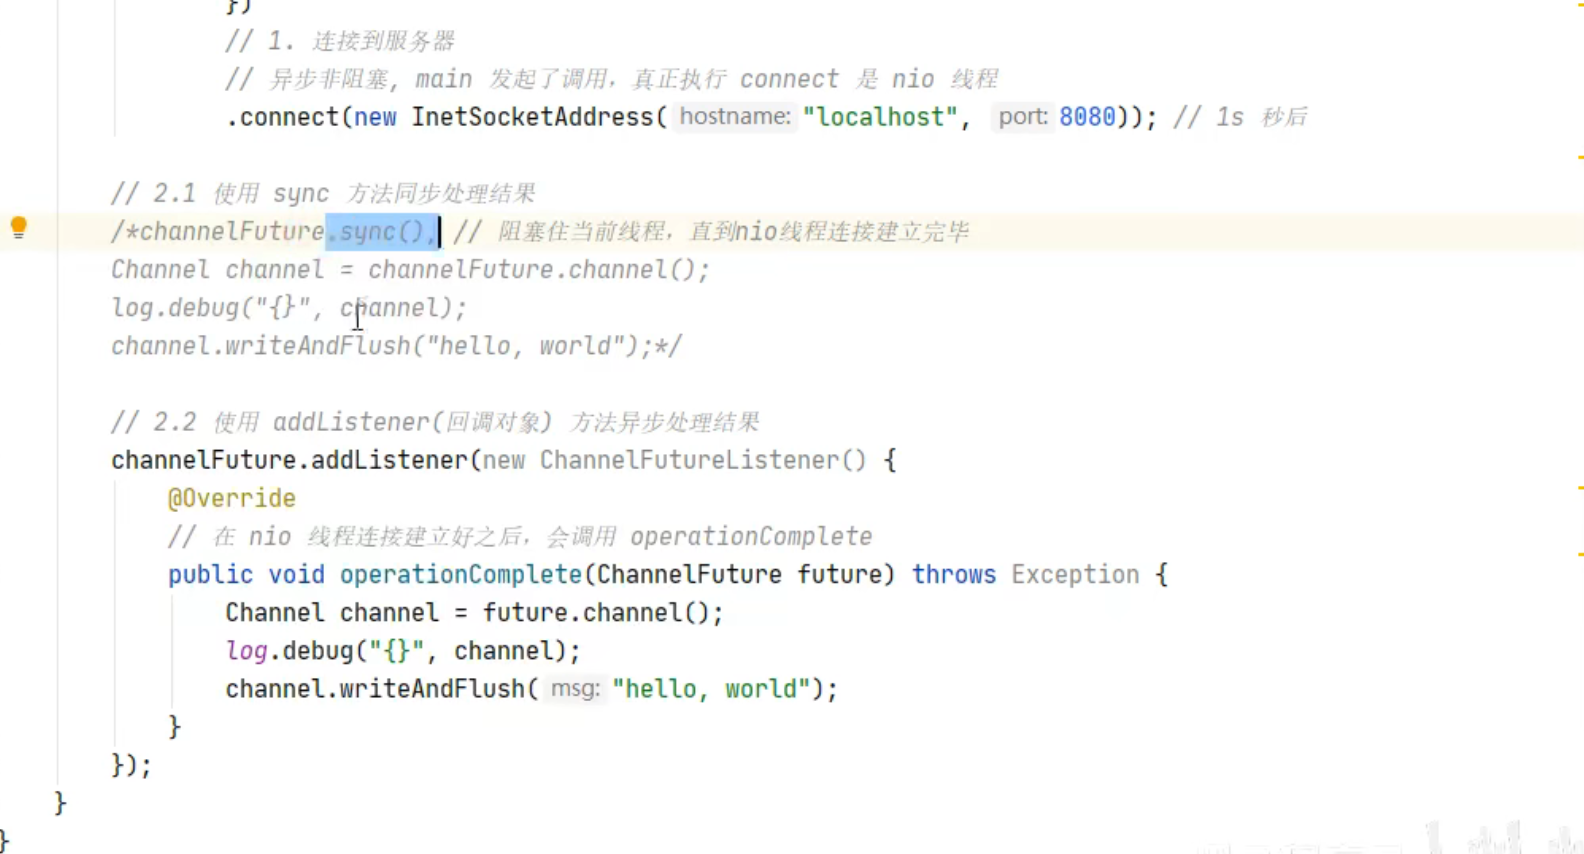 })
// 1. 连接到服务器
// 异步非阻塞, main 发起了调用，真正执行 connect 是 nio 线程
.connect(new InetSocketAddress( hostname: "localhost", port: 8080)); // 1s 秒后
// 2.1 使用 sync 方法同步处理结果
/*channelFuture.sync(); // 阻塞住当前线程，直到nio线程连接建立完毕
Channel channel = channelFuture.channel();
log.debug("{}", channel);
channel.writeAndFlush("hello, world");*/
// 2.2 使用 addListener(回调对象) 方法异步处理结果
channelFuture.addListener(new ChannelFutureListener() {
@Override
// 在 nio 线程连接建立好之后，会调用 operationComplete
public void operationComplete(ChannelFuture future) throws Exception {
Channel channel = future.channel();
log.debug("{}", channel);
channel.writeAndFlush( msg: "hello, world");
}
});
}
}